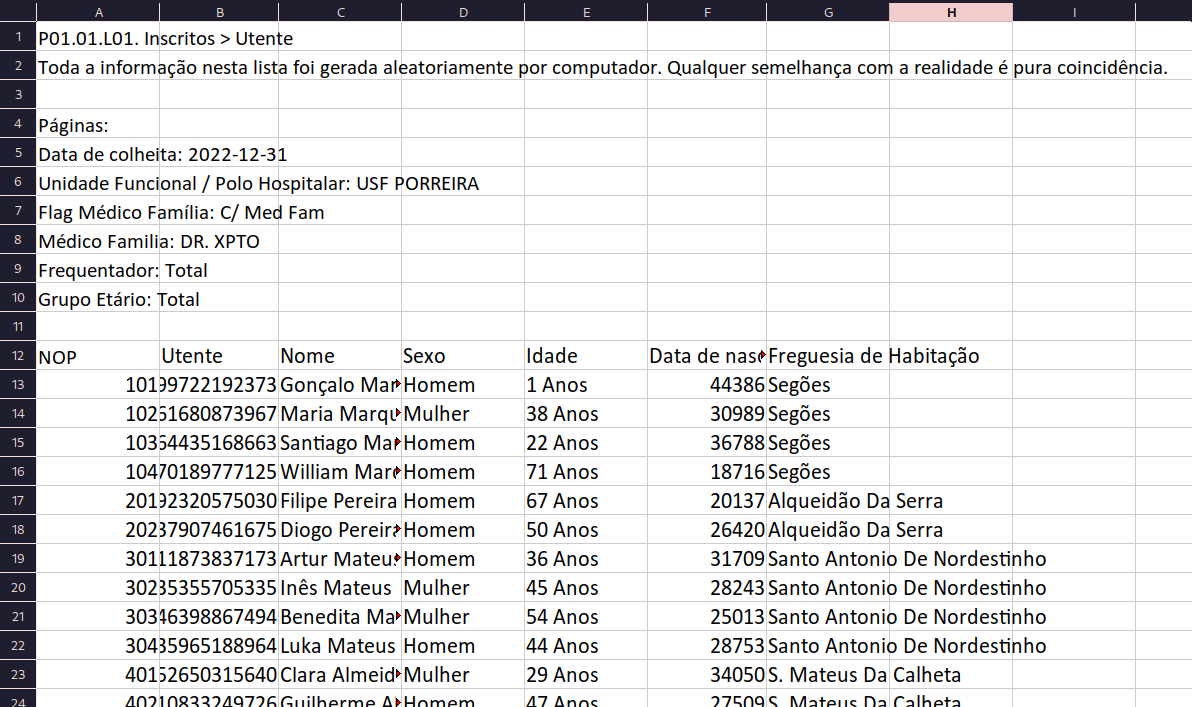 A B C D E F G H I
1 P01.01.L01. Inscritos > Utente
2 Toda a informação nesta lista foi gerada aleatoriamente por computador. Qualquer semelhança com a realidade é pura coincidência.
3
4 Páginas:
5 Data de colheita: 2022-12-31
6 Unidade Funcional / Polo Hospitalar: USF PORREIRA
7 Flag Médico Família: C/ Med Fam
8 Médico Familia: DR. XPTO
9 Frequentador: Total
10 Grupo Etário: Total
11
12 NOP Utente Nome Sexo Idade Data de nasc Freguesia de Habitação
13 101 99722192373 Gonçalo Mar Homem 1 Anos 44386 Segões
14 102 51680873967 Maria Marqu Mulher 38 Anos 30989 Segões
15 103 54435168663 Santiago Mar Homem 22 Anos 36788 Segões
16 104 70189777125 William Marq Homem 71 Anos 18716 Segões
17 201 92320575030 Filipe Pereira Homem 67 Anos 20137 Alqueidão Da Serra
18 202 37907461675 Diogo Pereir Homem 50 Anos 26420 Alqueidão Da Serra
19 301 11873837173 Artur Mateus Homem 36 Anos 31709 Santo Antonio De Nordestinho
20 302 35355705335 Inês Mateus Mulher 45 Anos 28243 Santo Antonio De Nordestinho
21 303 46398867494 Benedita Ma Mulher 54 Anos 25013 Santo Antonio De Nordestinho
22 304 35965188964 Luka Mateus Homem 44 Anos 28753 Santo Antonio De Nordestinho
23 401 52650315640 Clara Almeid Mulher 29 Anos 34050 S. Mateus Da Calheta
24 402 10833249726 Guilherme A Homem 47 Anos 27509 S. Mateus Da Calheta